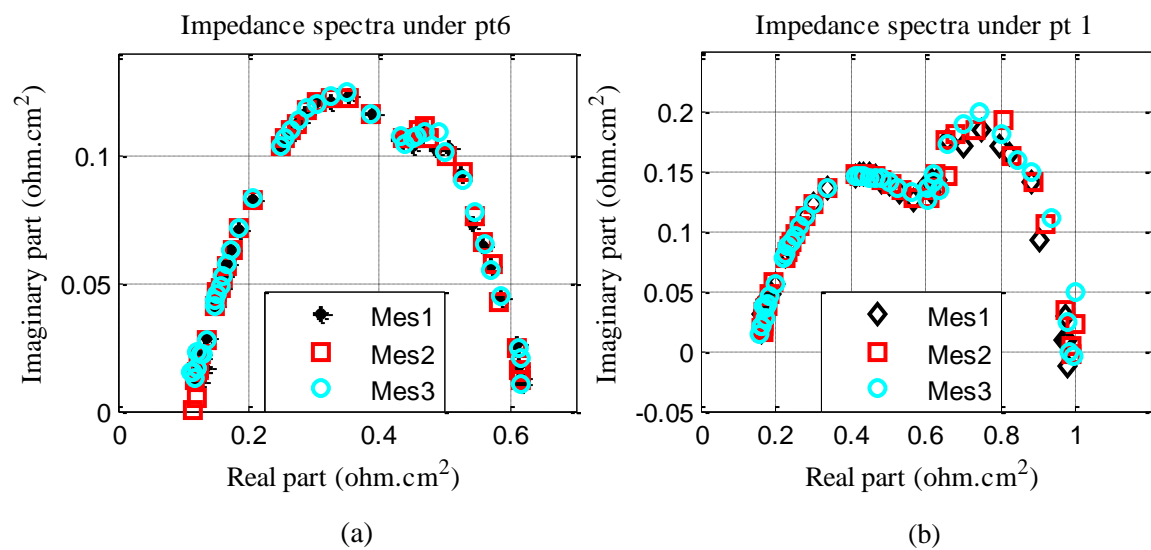 Impedance spectra under pt6
Imaginary part (ohm.cm²)
0.1
0.05
0
0
0.2
0.4
0.6
Mes1
Mes2
Mes3
Real part (ohm.cm²)
(a)
Impedance spectra under pt 1
Imaginary part (ohm.cm²)
0.2
0.15
0.1
0.05
0
-0.05
0
0.2
0.4
0.6
0.8
1
Mes1
Mes2
Mes3
Real part (ohm.cm²)
(b)